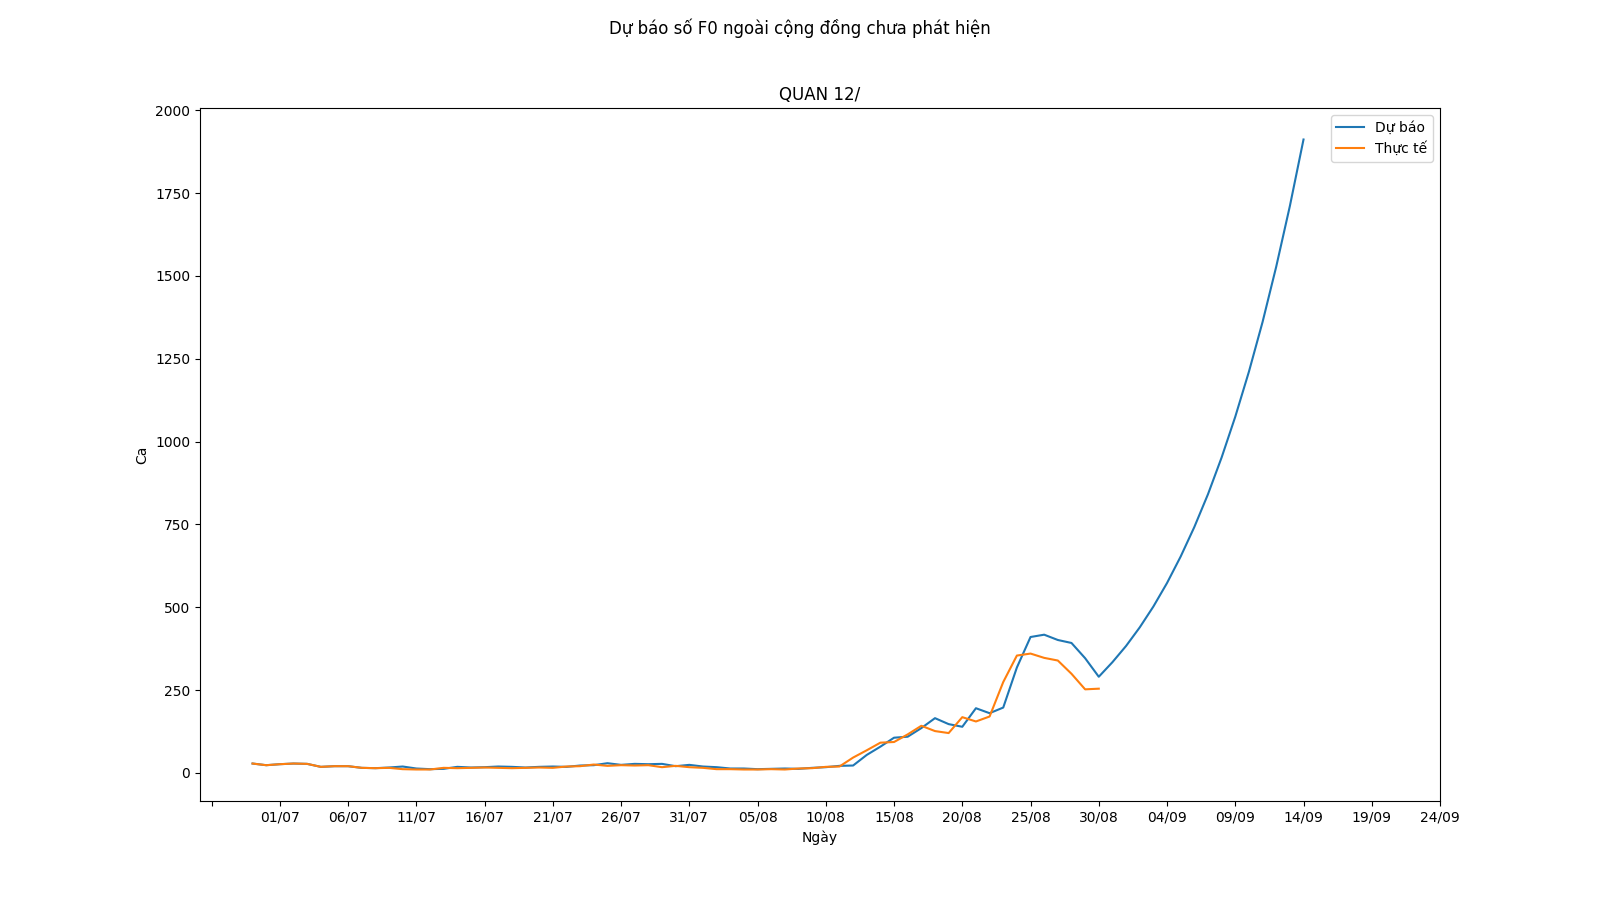 Dự báo số F0 ngoài cộng đồng chưa phát hiện
QUAN 12/
Dự báo
Thực tế
2000
1750
1500
1250
1000
750
500
250
0
Ca
01/07 06/07 11/07 16/07 21/07 26/07 31/07 05/08 10/08 15/08 20/08 25/08 30/08 04/09 09/09 14/09 19/09 24/09
Ngày